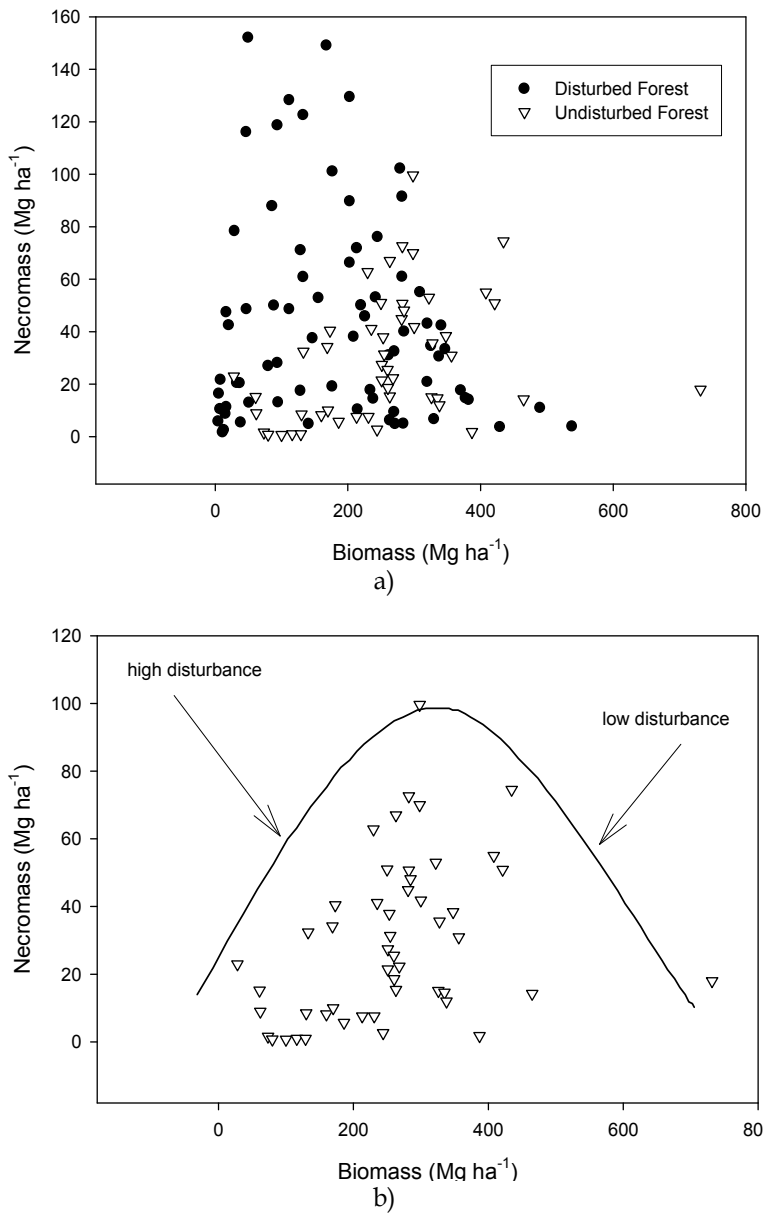 160
140
120
100
80
60
40
20
0
Necromass (Mg ha⁻¹)
Disturbed Forest
Undisturbed Forest
0 200 400 600 800
Biomass (Mg ha⁻¹)
a)
120
100
80
60
40
20
0
Necromass (Mg ha⁻¹)
high disturbance
low disturbance
0 200 400 600 80
Biomass (Mg ha⁻¹)
b)